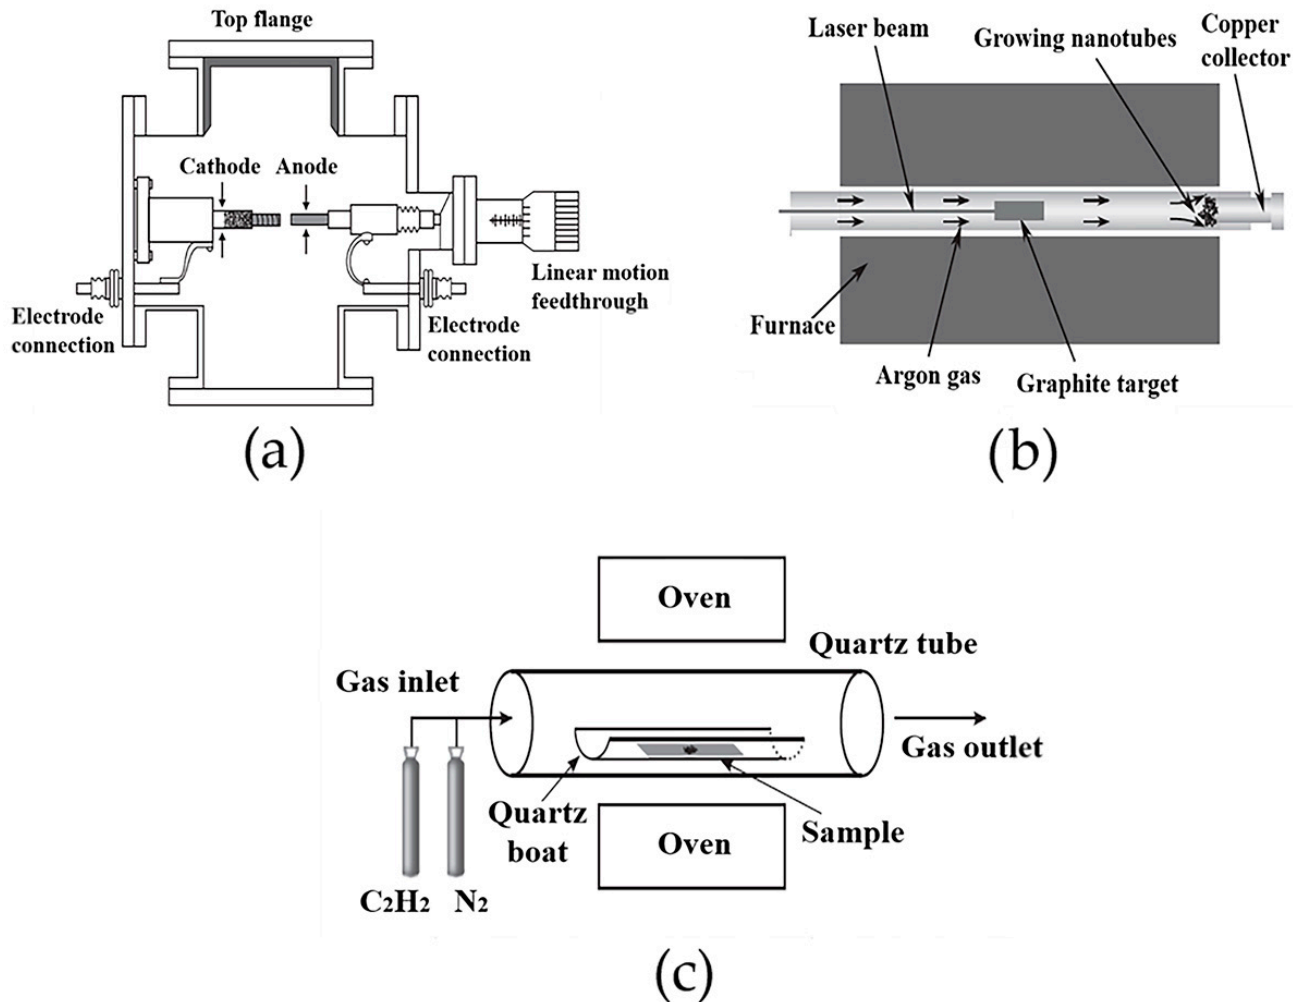 Top flange
Cathode Anode
Linear motion
feedthrough
Electrode
connection
Electrode
connection
(a)
Laser beam
Growing nanotubes
Copper
collector
Furnace
Argon gas
Graphite target
(b)
Oven
Quartz tube
Gas inlet
Gas outlet
Quartz
boat
Sample
Oven
C₂H₂ N₂
(c)